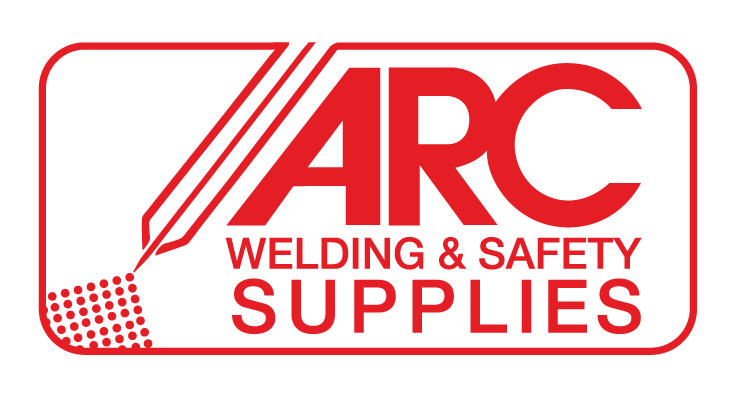 ARC
WELDING & SAFETY
SUPPLIES